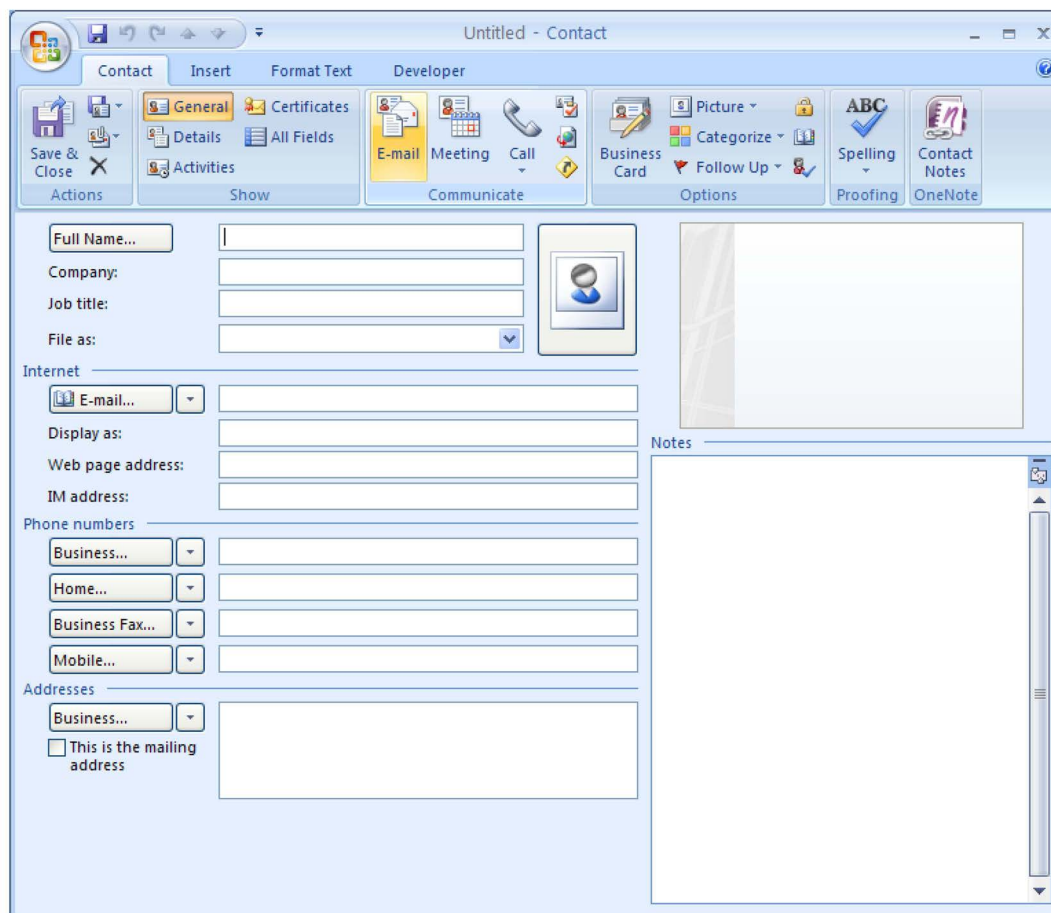 Untitled - Contact
Contact Insert Format Text Developer
Save & Close
General
Details
Activities
Certificates
All Fields
E-mail
Meeting
Call
Business Card
Picture
Categorize
Follow Up
ABC
Spelling
Contact Notes
Actions Show Communicate Options Proofing OneNote
Full Name...
Company:
Job title:
File as:
Internet
E-mail...
Display as:
Web page address:
IM address:
Phone numbers
Business...
Home...
Business Fax...
Mobile...
Addresses
Business...
This is the mailing
address
Notes